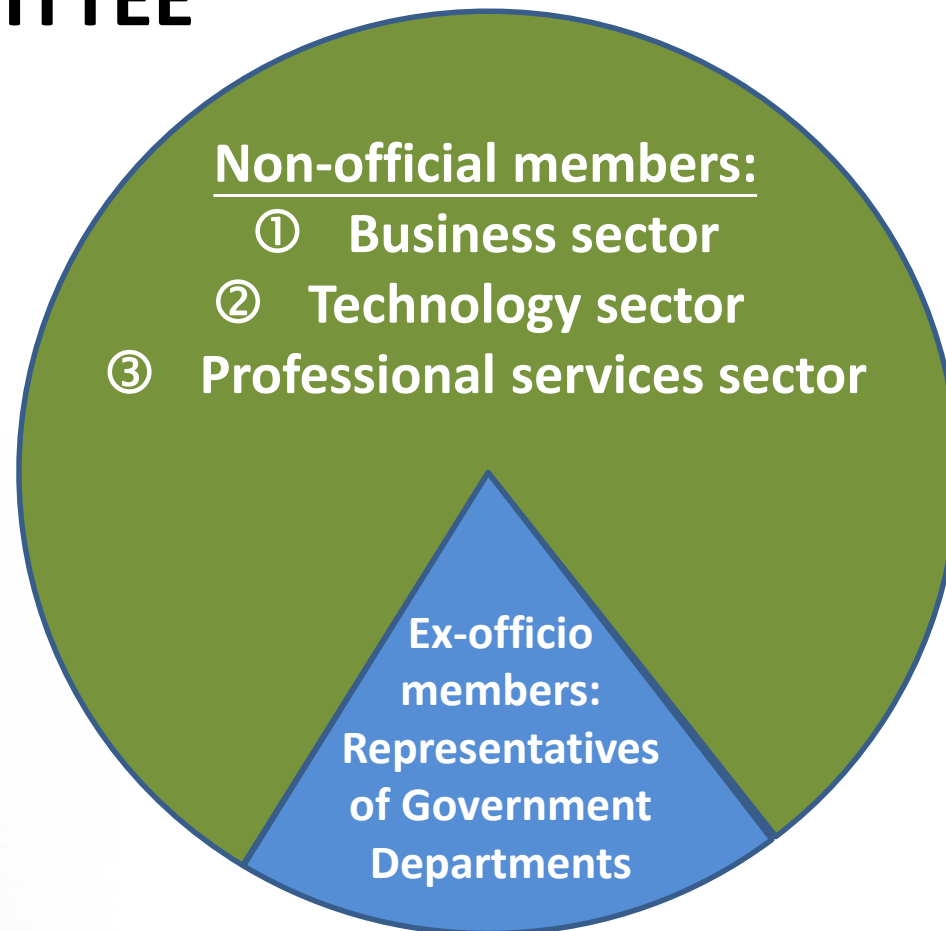 Non-official members:
① Business sector
② Technology sector
③ Professional services sector
Ex-officio
members:
Representatives
of Government
Departments